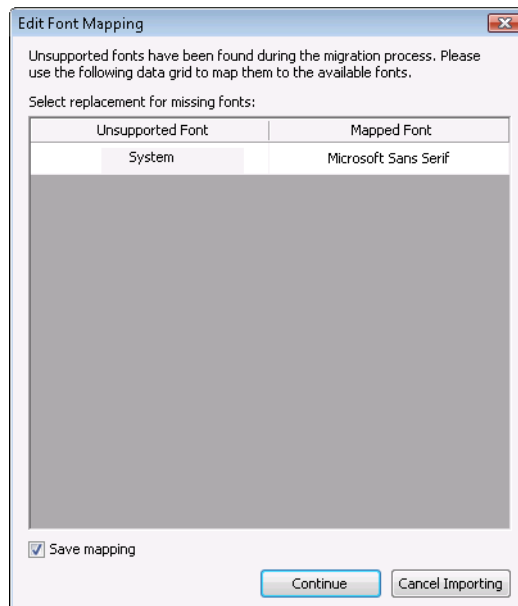 Edit Font Mapping
Unsupported fonts have been found during the migration process. Please
use the following data grid to map them to the available fonts.
Select replacement for missing fonts:
Unsupported Font Mapped Font
System Microsoft Sans Serif
Save mapping
Continue Cancel Importing